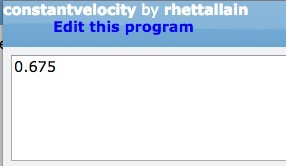 constantvelocity by rhettallain
Edit this program
0.675